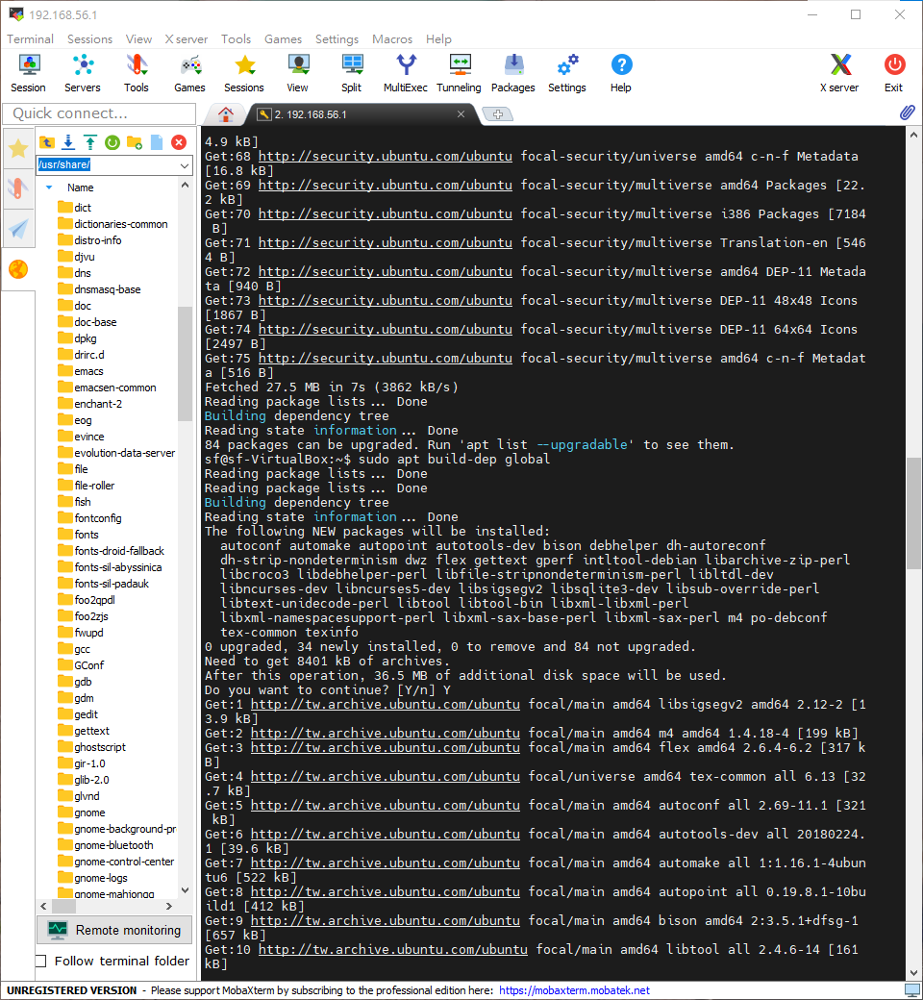 192.168.56.1
Terminal Sessions View X server Tools Games Settings Macros Help
Session Servers Tools Games Sessions View Split MultiExec Tunneling Packages Settings Help X server Exit
Quick connect...
2. 192.168.56.1
/usr/share/
Name
dict
dictionaries-common
distro-info
djvu
dns
dnsmasq-base
doc
doc-base
dpkg
drirc.d
emacs
emacsen-common
enchant-2
eog
evince
evolution-data-server
file
file-roller
fish
fontconfig
fonts
fonts-droid-fallback
fonts-sil-abyssinica
fonts-sil-padauk
foo2qpdl
foo2zjs
fwupd
gcc
GConf
gdb
gdm
gedit
gettext
ghostscript
gir-1.0
glib-2.0
glvnd
gnome
gnome-background-pr
gnome-bluetooth
gnome-control-center
gnome-logs
gnome-mahjongg
Remote monitoring
Follow terminal folder
4.9 kB]
Get:68 http://security.ubuntu.com/ubuntu focal-security/universe amd64 c-n-f Metadata
[16.8 kB]
Get:69 http://security.ubuntu.com/ubuntu focal-security/multiverse amd64 Packages [22.
2 kB]
Get:70 http://security.ubuntu.com/ubuntu focal-security/multiverse i386 Packages [7184
B]
Get:71 http://security.ubuntu.com/ubuntu focal-security/multiverse Translation-en [546
4 B]
Get:72 http://security.ubuntu.com/ubuntu focal-security/multiverse amd64 DEP-11 Metada
ta [940 B]
Get:73 http://security.ubuntu.com/ubuntu focal-security/multiverse DEP-11 48x48 Icons
[1867 B]
Get:74 http://security.ubuntu.com/ubuntu focal-security/multiverse DEP-11 64x64 Icons
[2497 B]
Get:75 http://security.ubuntu.com/ubuntu focal-security/multiverse amd64 c-n-f Metadat
a [516 B]
Fetched 27.5 MB in 7s (3862 kB/s)
Reading package lists... Done
Building dependency tree
Reading state information... Done
84 packages can be upgraded. Run 'apt list --upgradable' to see them.
sf@sf-VirtualBox:~$ sudo apt build-dep global
Reading package lists... Done
Reading package lists... Done
Building dependency tree
Reading state information... Done
The following NEW packages will be installed:
autoconf automake autopoint autotools-dev bison debhelper dh-autoreconf
dh-strip-nondeterminism dwz flex gettext gperf intltool-debian libarchive-zip-perl
libcroco3 libdebhelper-perl libfile-stripnondeterminism-perl libltdl-dev
libncurses-dev libncurses5-dev libsigsegv2 libsqlite3-dev libsub-override-perl
libtext-unidecode-perl libtool libtool-bin libxml-libxml-perl
libxml-namespacesupport-perl libxml-sax-base-perl libxml-sax-perl m4 po-debconf
tex-common texinfo
0 upgraded, 34 newly installed, 0 to remove and 84 not upgraded.
Need to get 8401 kB of archives.
After this operation, 36.5 MB of additional disk space will be used.
Do you want to continue? [Y/n] Y
Get:1 http://tw.archive.ubuntu.com/ubuntu focal/main amd64 libsigsegv2 amd64 2.12-2 [1
3.9 kB]
Get:2 http://tw.archive.ubuntu.com/ubuntu focal/main amd64 m4 amd64 1.4.18-4 [199 kB]
Get:3 http://tw.archive.ubuntu.com/ubuntu focal/main amd64 flex amd64 2.6.4-6.2 [317 k
B]
Get:4 http://tw.archive.ubuntu.com/ubuntu focal/universe amd64 tex-common all 6.13 [32
.7 kB]
Get:5 http://tw.archive.ubuntu.com/ubuntu focal/main amd64 autoconf all 2.69-11.1 [321
kB]
Get:6 http://tw.archive.ubuntu.com/ubuntu focal/main amd64 autotools-dev all 20180224.
1 [39.6 kB]
Get:7 http://tw.archive.ubuntu.com/ubuntu focal/main amd64 automake all 1:1.16.1-4ubun
tu6 [522 kB]
Get:8 http://tw.archive.ubuntu.com/ubuntu focal/main amd64 autopoint all 0.19.8.1-10bu
ild1 [412 kB]
Get:9 http://tw.archive.ubuntu.com/ubuntu focal/main amd64 bison amd64 2:3.5.1+dfsg-1
[657 kB]
Get:10 http://tw.archive.ubuntu.com/ubuntu focal/main amd64 libtool all 2.4.6-14 [161
kB]
UNREGISTERED VERSION - Please support MobaXterm by subscribing to the professional edition here: https://mobaxterm.mobatek.net